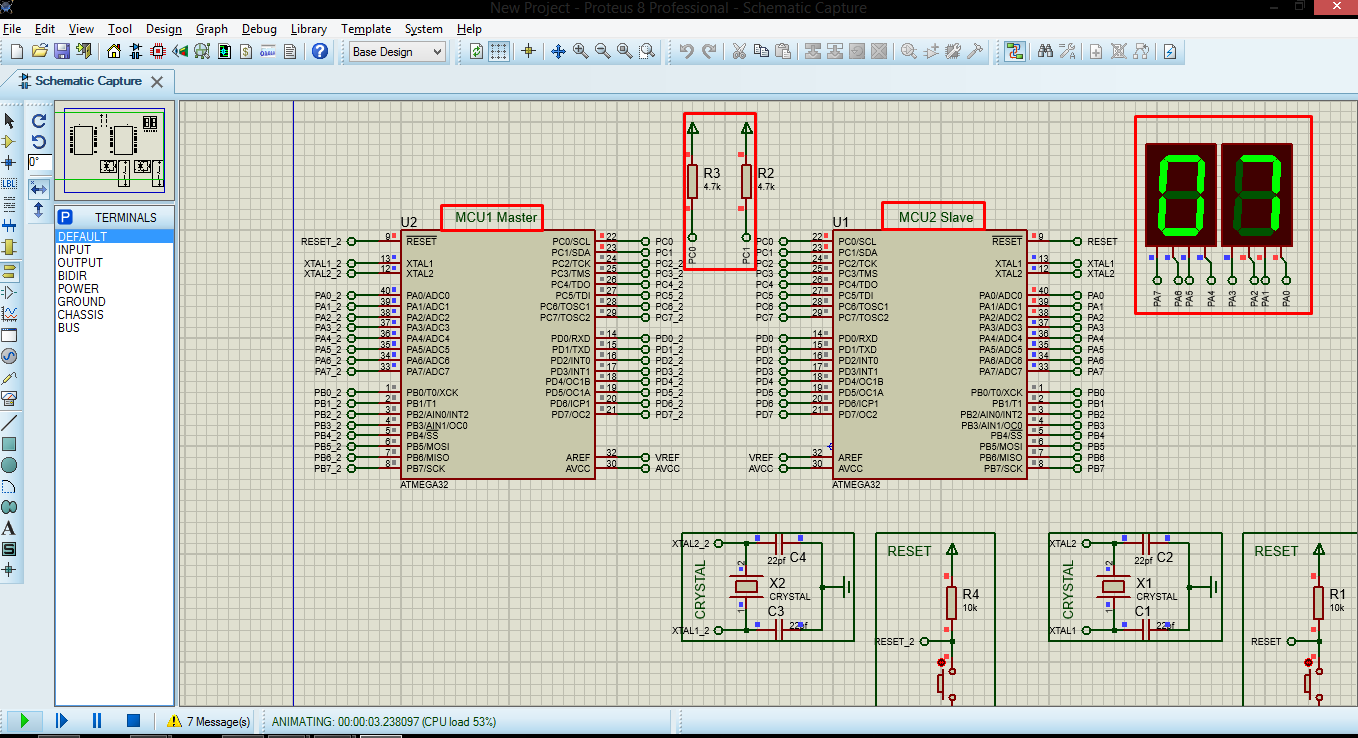 New Project - Proteus 8 Professional - Schematic Capture
File Edit View Tool Design Graph Debug Library Template System Help
Base Design
Schematic Capture
0°
LBL
P TERMINALS
DEFAULT
INPUT
OUTPUT
BIDIR
POWER
GROUND
CHASSIS
BUS
A
S
R3
4.7k
R2
4.7k
PC0
PC1
U2
MCU1 Master
RESET_2 9 RESET
XTAL1_2 13 XTAL1
XTAL2_2 12 XTAL2
PA0_2 40 PA0/ADC0
PA1_2 39 PA1/ADC1
PA2_2 38 PA2/ADC2
PA3_2 37 PA3/ADC3
PA4_2 36 PA4/ADC4
PA5_2 35 PA5/ADC5
PA6_2 34 PA6/ADC6
PA7_2 33 PA7/ADC7
PB0_2 1 PB0/T0/XCK
PB1_2 2 PB1/T1
PB2_2 3 PB2/AIN0/INT2
PB3_2 4 PB3/AIN1/OC0
PB4_2 5 PB4/SS
PB5_2 6 PB5/MOSI
PB6_2 7 PB6/MISO
PB7_2 8 PB7/SCK
PC0/SCL 22 PC0
PC1/SDA 23 PC1
PC2/TCK 24 PC2_2
PC3/TMS 25 PC3_2
PC4/TDO 26 PC4_2
PC5/TDI 27 PC5_2
PC6/TOSC1 28 PC6_2
PC7/TOSC2 29 PC7_2
PD0/RXD 14 PD0_2
PD1/TXD 15 PD1_2
PD2/INT0 16 PD2_2
PD3/INT1 17 PD3_2
PD4/OC1B 18 PD4_2
PD5/OC1A 19 PD5_2
PD6/ICP1 20 PD6_2
PD7/OC2 21 PD7_2
AREF 32 VREF
AVCC 30 AVCC
ATMEGA32
U1
MCU2 Slave
PC0 22 PC0/SCL
PC1 23 PC1/SDA
PC2 24 PC2/TCK
PC3 25 PC3/TMS
PC4 26 PC4/TDO
PC5 27 PC5/TDI
PC6 28 PC6/TOSC1
PC7 29 PC7/TOSC2
PD0 14 PD0/RXD
PD1 15 PD1/TXD
PD2 16 PD2/INT0
PD3 17 PD3/INT1
PD4 18 PD4/OC1B
PD5 19 PD5/OC1A
PD6 20 PD6/ICP1
PD7 21 PD7/OC2
VREF 32 AREF
AVCC 30 AVCC
RESET 9 RESET
XTAL1 13 XTAL1
XTAL2 12 XTAL2
PA0/ADC0 40 PA0
PA1/ADC1 39 PA1
PA2/ADC2 38 PA2
PA3/ADC3 37 PA3
PA4/ADC4 36 PA4
PA5/ADC5 35 PA5
PA6/ADC6 34 PA6
PA7/ADC7 33 PA7
PB0/T0/XCK 1 PB0
PB1/T1 2 PB1
PB2/AIN0/INT2 3 PB2
PB3/AIN1/OC0 4 PB3
PB4/SS 5 PB4
PB5/MOSI 6 PB5
PB6/MISO 7 PB6
PB7/SCK 8 PB7
ATMEGA32
07
PA7 PA6 PA5 PA4 PA3 PA2 PA1 PA0
XTAL2_2
22pf C4
CRYSTAL
2
X2
CRYSTAL
1
C3
XTAL1_2
22pf
RESET
R4
10k
RESET_2
XTAL2
22pf C2
CRYSTAL
2
X1
CRYSTAL
1
C1
XTAL1
22pf
RESET
R1
10k
RESET
7 Message(s)
ANIMATING: 00:00:03.238097 (CPU load 53%)